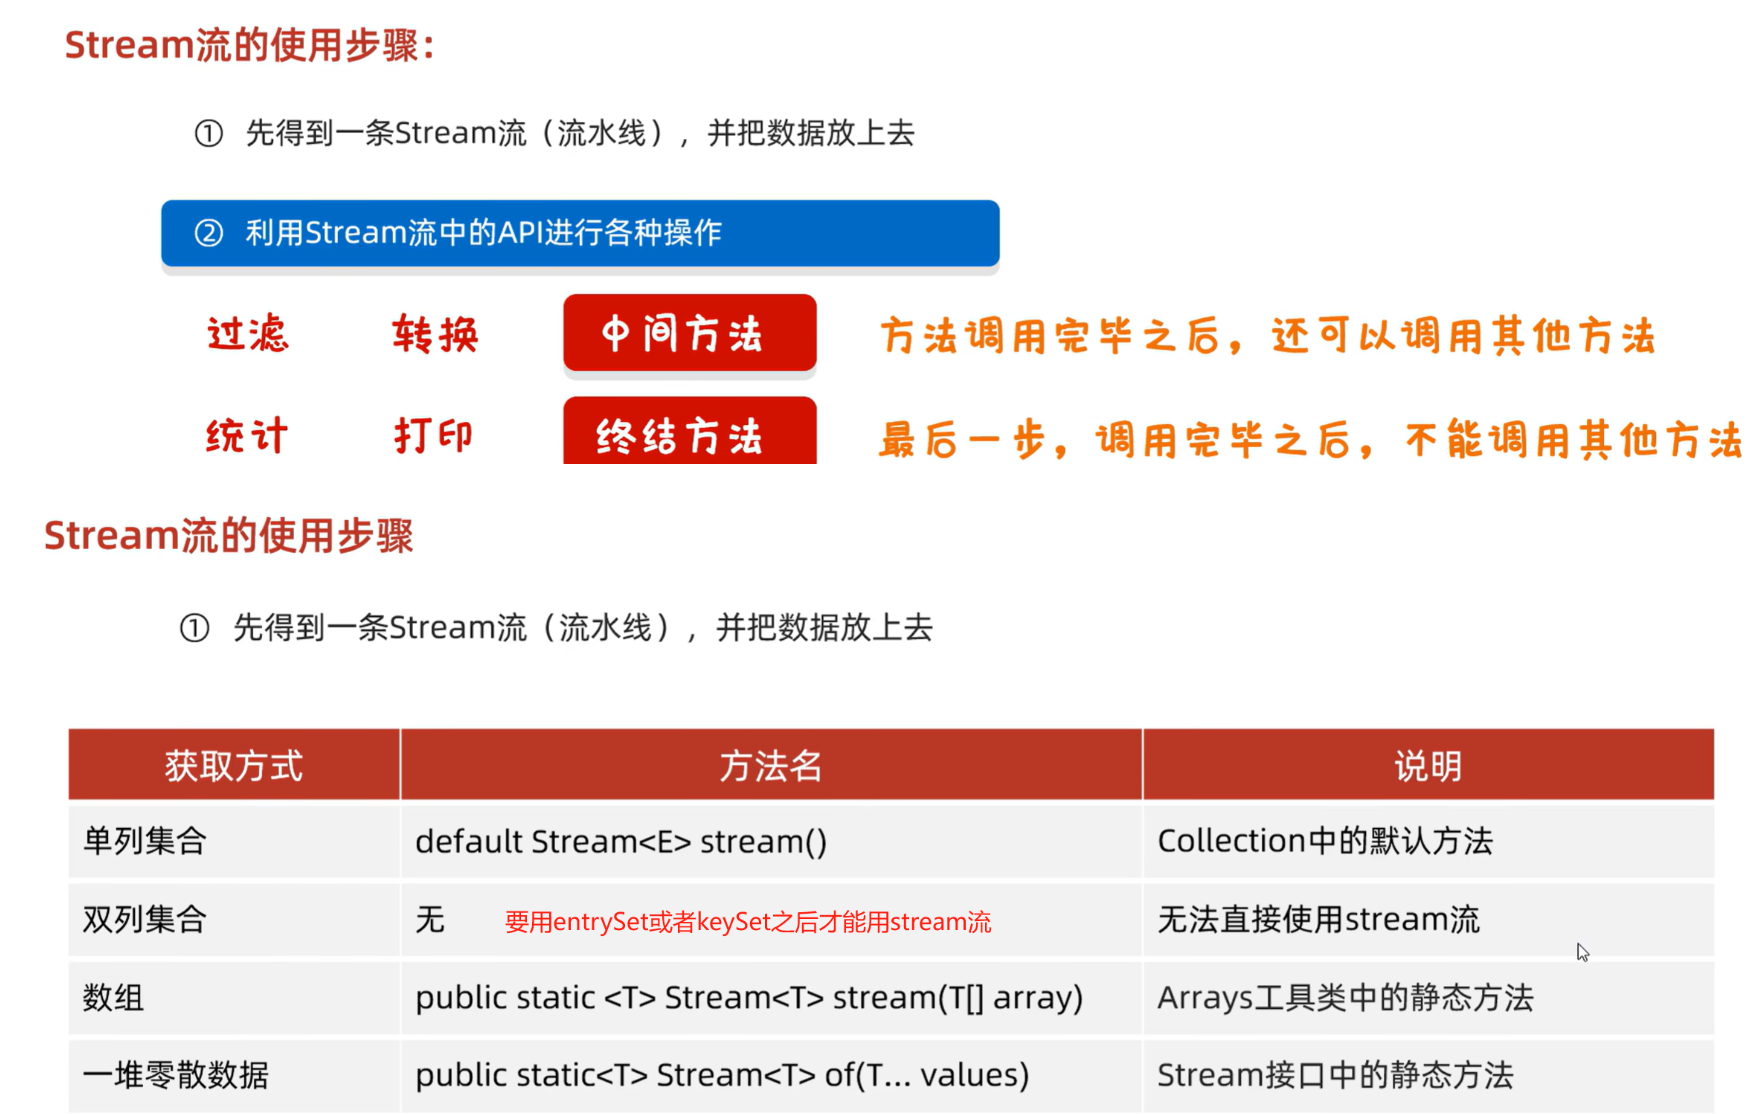 Stream流的使用步骤：
① 先得到一条Stream流（流水线），并把数据放上去
② 利用Stream流中的API进行各种操作
过滤 转换 中间方法 方法调用完毕之后，还可以调用其他方法
统计 打印 终结方法 最后一步，调用完毕之后，不能调用其他方法
Stream流的使用步骤
① 先得到一条Stream流（流水线），并把数据放上去
获取方式 方法名 说明
单列集合 default Stream<E> stream() Collection中的默认方法
双列集合 无 要用entrySet或者keySet之后才能用stream流 无法直接使用stream流
数组 public static <T> Stream<T> stream(T[] array) Arrays工具类中的静态方法
一堆零散数据 public static<T> Stream<T> of(T... values) Stream接口中的静态方法